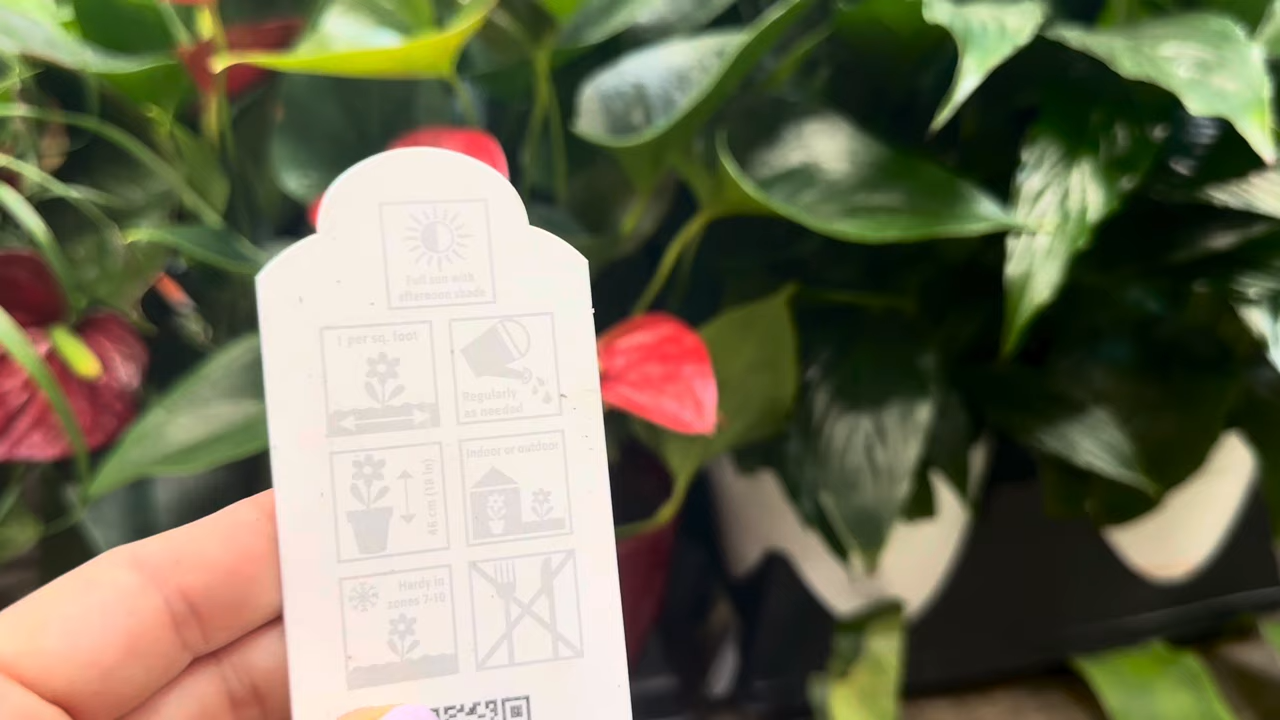 Full sun with
afternoon shade
1 per sq. foot
Regularly
as needed
46 cm (18 in)
Indoor or outdoor
Hardy in
zones 7-10